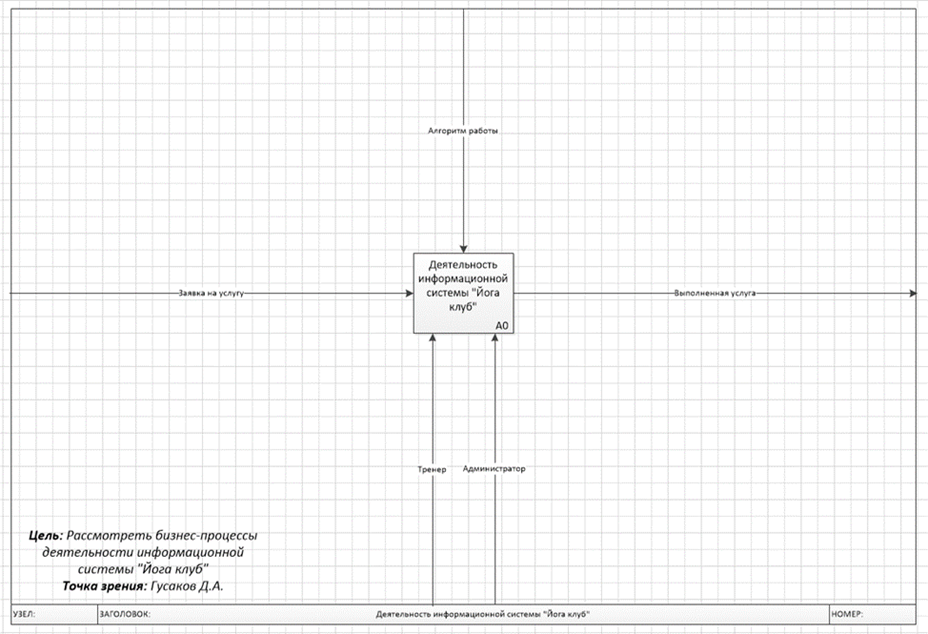 Алгоритм работы
Деятельность
информационной
системы "Йога
клуб"
A0
Заявка на услугу
Выполненная услуга
Тренер
Администратор
Цель: Рассмотреть бизнес-процессы
деятельности информационной
системы "Йога клуб"
Точка зрения: Гусаков Д.А.
УЗЕЛ:
ЗАГОЛОВОК:
Деятельность информационной системы "Йога клуб"
НОМЕР: